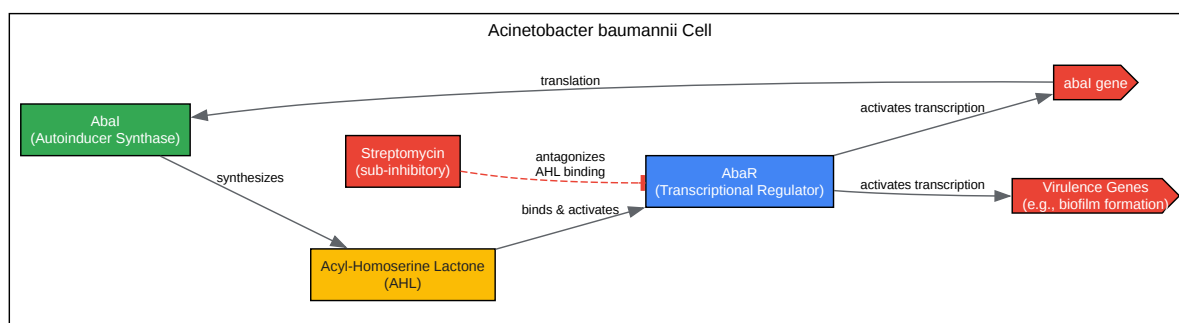 Acinetobacter baumannii Cell
translation
abaI gene
AbaI
(Autoinducer Synthase)
activates transcription
Streptomycin
(sub-inhibitory)
antagonizes
AHL binding
AbaR
(Transcriptional Regulator)
synthesizes
activates transcription
Virulence Genes
(e.g., biofilm formation)
binds & activates
Acyl-Homoserine Lactone
(AHL)